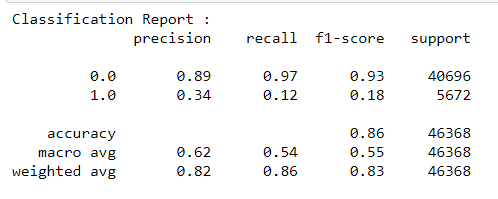 Classification Report :
precision recall f1-score support
0.0 0.89 0.97 0.93 40696
1.0 0.34 0.12 0.18 5672
accuracy 0.86 46368
macro avg 0.62 0.54 0.55 46368
weighted avg 0.82 0.86 0.83 46368